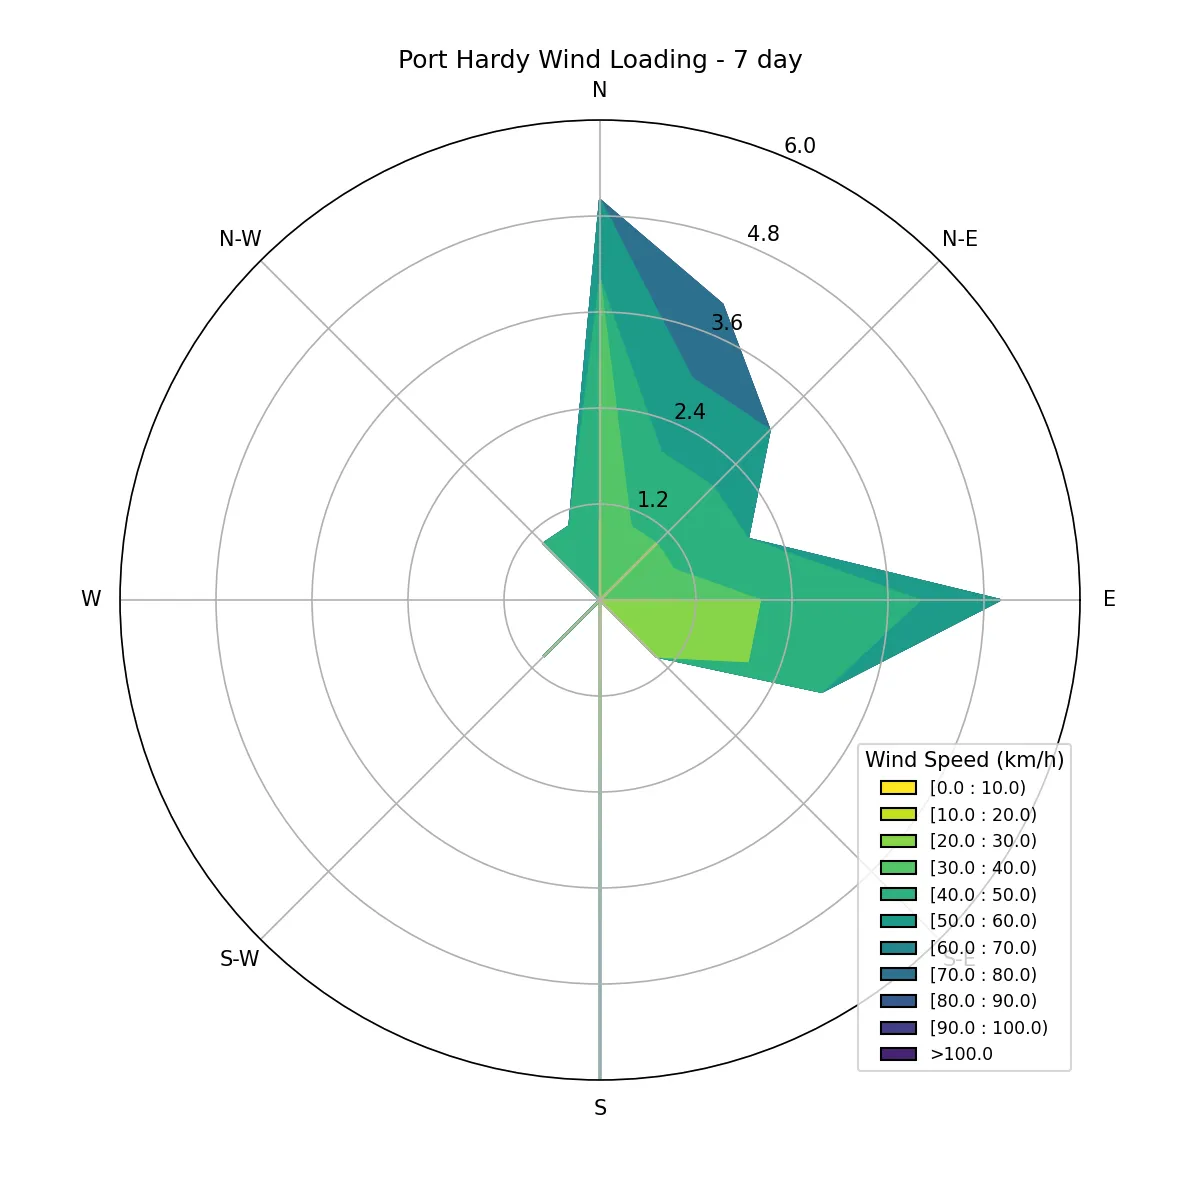 Port Hardy Wind Loading - 7 day
N
6.0
N-W
4.8
N-E
3.6
2.4
1.2
W
E
Wind Speed (km/h)
[0.0 : 10.0)
[10.0 : 20.0)
[20.0 : 30.0)
[30.0 : 40.0)
[40.0 : 50.0)
[50.0 : 60.0)
[60.0 : 70.0)
[70.0 : 80.0)
[80.0 : 90.0)
[90.0 : 100.0)
>100.0
S-W
S-E
S